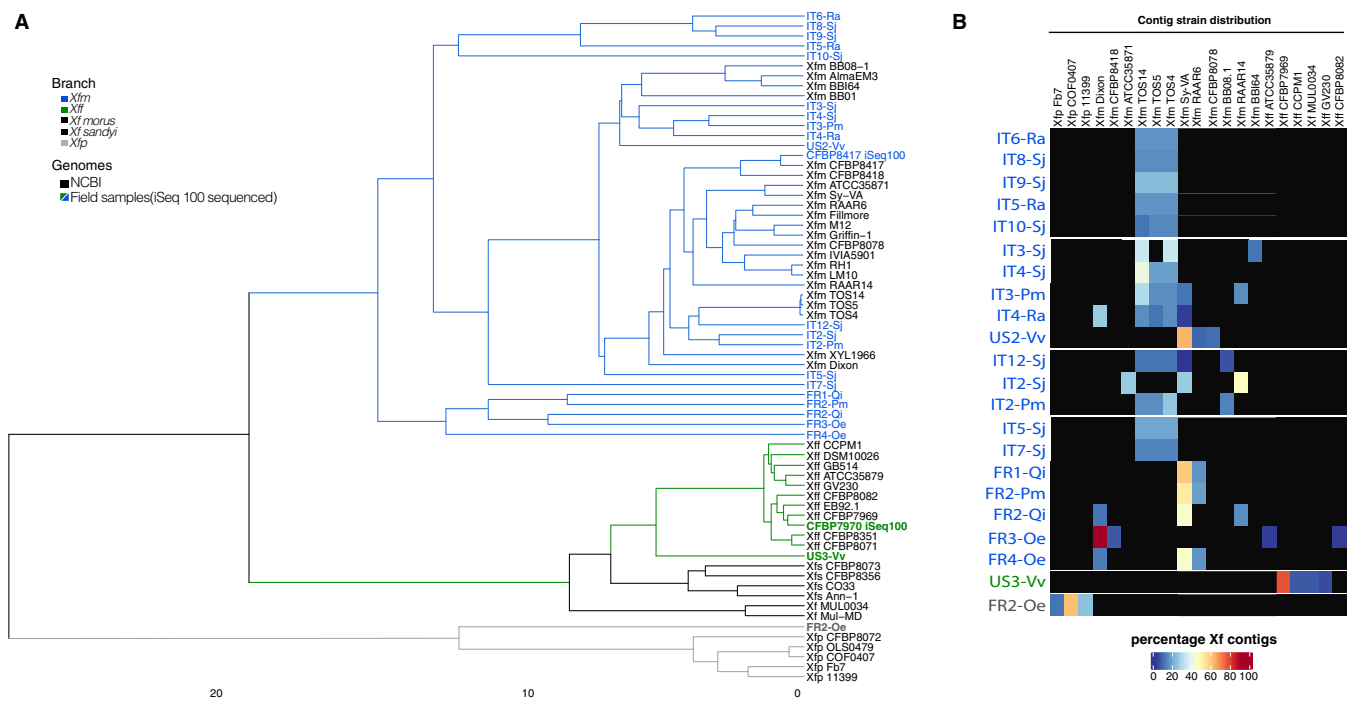 A
Branch
Xfm
Xff
Xf morus
Xf sandyi
Xfp
Genomes
NCBI
Field samples(iSeq 100 sequenced)
IT6-Ra
IT8-Sj
IT9-Sj
IT5-Ra
IT10-Sj
Xfm BB08-1
Xfm AlmaEM3
Xfm BBI64
Xfm BB01
IT3-Sj
IT4-Sj
IT3-Pm
IT4-Ra
US2-Vv
CFBP8417 iSeq100
Xfm CFBP8417
Xfm CFBP8418
Xfm ATCC35871
Xfm Sy-VA
Xfm RAAR6
Xfm Fillmore
Xfm M12
Xfm Griffin-1
Xfm CFBP8078
Xfm IVIA5901
Xfm RH1
Xfm LM10
Xfm RAAR14
Xfm TOS14
Xfm TOS5
Xfm TOS4
IT12-Sj
IT2-Sj
IT2-Pm
Xfm XYL1966
Xfm Dixon
IT5-Sj
IT7-Sj
FR1-Qi
FR2-Pm
FR2-Qi
FR3-Oe
FR4-Oe
Xff CCPM1
Xff DSM10026
Xff GB514
Xff ATCC35879
Xff GV230
Xff CFBP8082
Xff EB92.1
Xff CFBP7969
CFBP7970 iSeq100
Xff CFBP8351
Xff CFBP8071
US3-Vv
Xfs CFBP8073
Xfs CFBP8356
Xfs CO33
Xfs Ann-1
Xf MUL0034
Xf Mul-MD
FR2-Oe
Xfp CFBP8072
Xfp OLS0479
Xfp COF0407
Xfp Fb7
Xfp 11399
20 10 0
B
Contig strain distribution
Xfp Fb7
Xfp COF0407
Xfp 11399
Xfm Dixon
Xfm CFBP8418
Xfm ATCC35871
Xfm TOS14
Xfm TOS5
Xfm TOS4
Xfm Sy-VA
Xfm RAAR6
Xfm CFBP8078
Xfm BB08.1
Xfm RAAR14
Xfm BBI64
Xff ATCC35879
Xff CFBP7969
Xff CCPM1
Xf MUL0034
Xff GV230
Xff CFBP8082
IT6-Ra
IT8-Sj
IT9-Sj
IT5-Ra
IT10-Sj
IT3-Sj
IT4-Sj
IT3-Pm
IT4-Ra
US2-Vv
IT12-Sj
IT2-Sj
IT2-Pm
IT5-Sj
IT7-Sj
FR1-Qi
FR2-Pm
FR2-Qi
FR3-Oe
FR4-Oe
US3-Vv
FR2-Oe
percentage Xf contigs
0 20 40 60 80 100